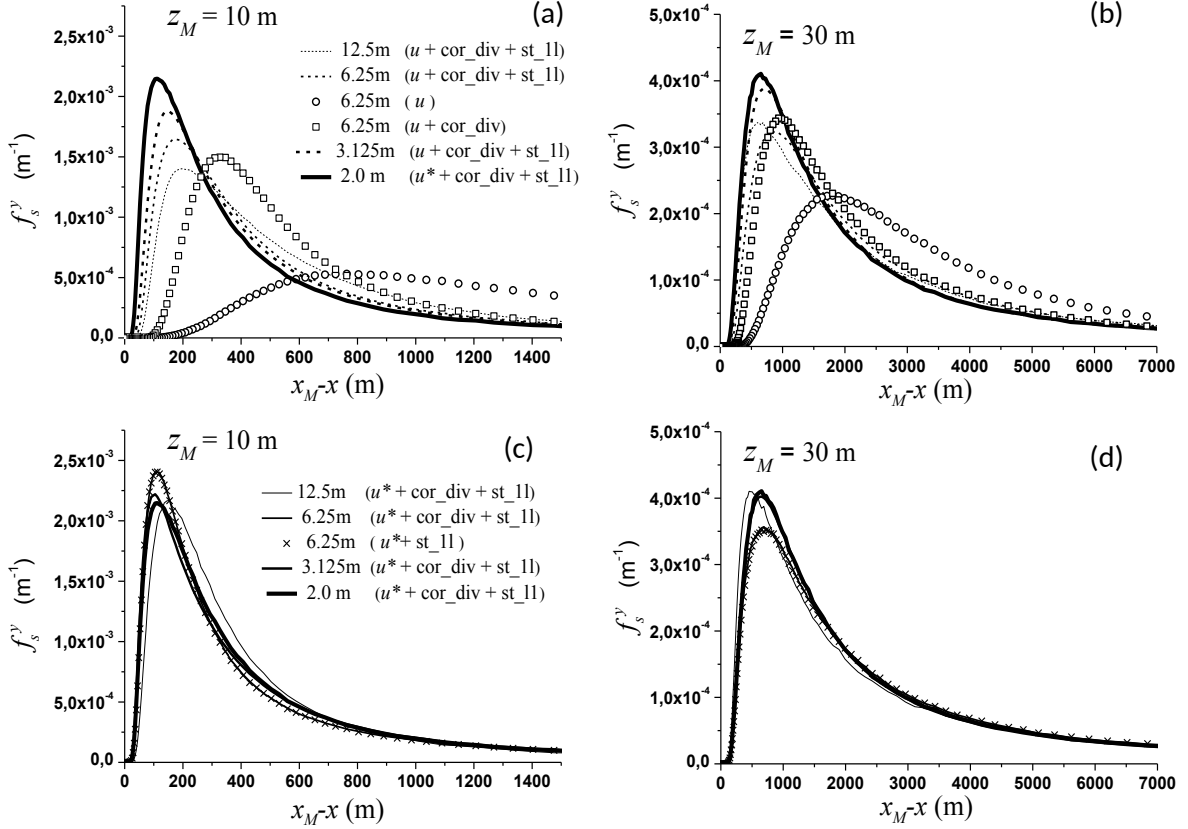 (a)
z_M = 10 m
2,5x10⁻³
2,0x10⁻³
1,5x10⁻³
1,0x10⁻³
5,0x10⁻⁴
0,0
f_s^y (m⁻¹)
12.5m (u + cor_div + st_1l)
6.25m (u + cor_div + st_1l)
6.25m (u)
6.25m (u + cor_div)
3.125m (u + cor_div + st_1l)
2.0 m (u* + cor_div + st_1l)
0 200 400 600 800 1000 1200 1400
x_M-x (m)
(b)
z_M = 30 m
5,0x10⁻⁴
4,0x10⁻⁴
3,0x10⁻⁴
2,0x10⁻⁴
1,0x10⁻⁴
0,0
f_s^y (m⁻¹)
0 1000 2000 3000 4000 5000 6000 7000
x_M-x (m)
(c)
z_M = 10 m
2,5x10⁻³
2,0x10⁻³
1,5x10⁻³
1,0x10⁻³
5,0x10⁻⁴
0,0
f_s^y (m⁻¹)
12.5m (u* + cor_div + st_1l)
6.25m (u* + cor_div + st_1l)
6.25m (u*+ st_1l)
3.125m (u* + cor_div + st_1l)
2.0 m (u* + cor_div + st_1l)
0 200 400 600 800 1000 1200 1400
x_M-x (m)
(d)
z_M = 30 m
5,0x10⁻⁴
4,0x10⁻⁴
3,0x10⁻⁴
2,0x10⁻⁴
1,0x10⁻⁴
0,0
f_s^y (m⁻¹)
0 1000 2000 3000 4000 5000 6000 7000
x_M-x (m)